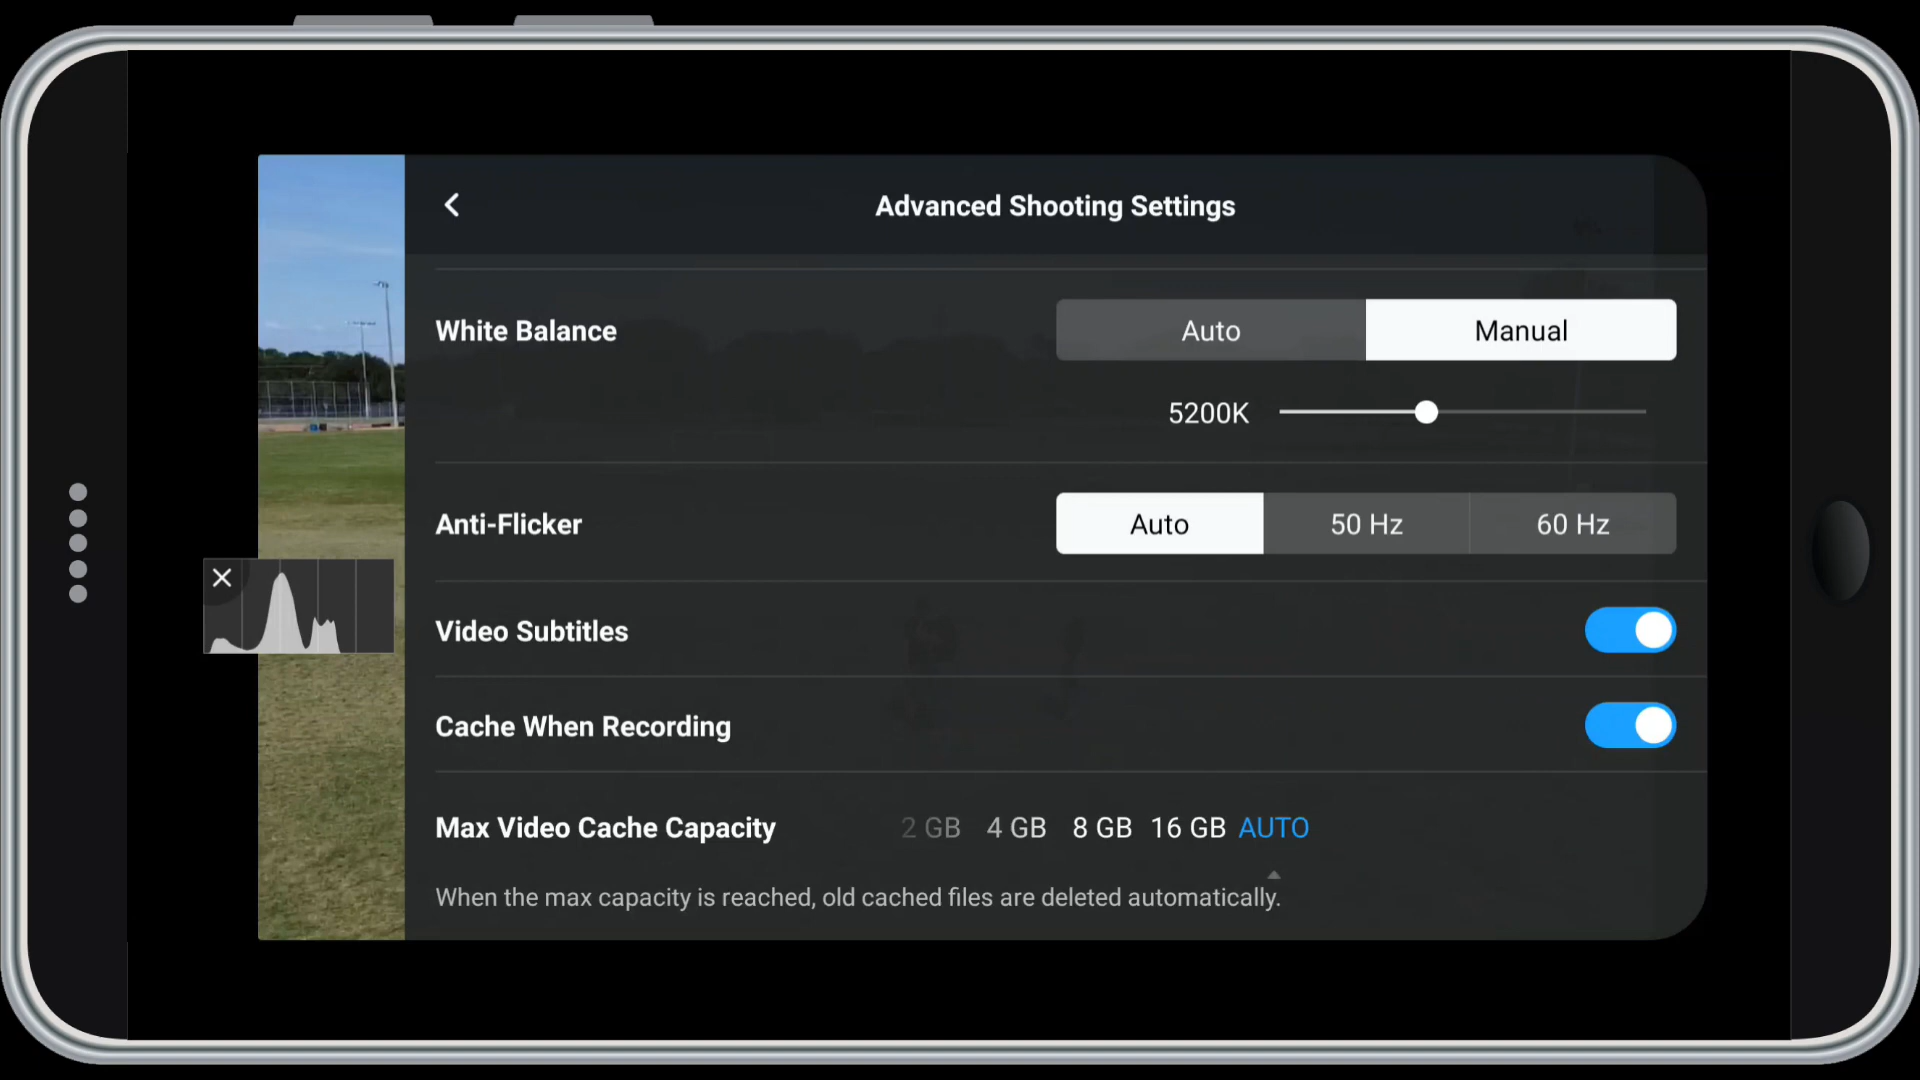 Advanced Shooting Settings
White Balance
Auto
Manual
5200K
Anti-Flicker
Auto
50 Hz
60 Hz
Video Subtitles
Cache When Recording
Max Video Cache Capacity
2 GB
4 GB
8 GB
16 GB
AUTO
When the max capacity is reached, old cached files are deleted automatically.